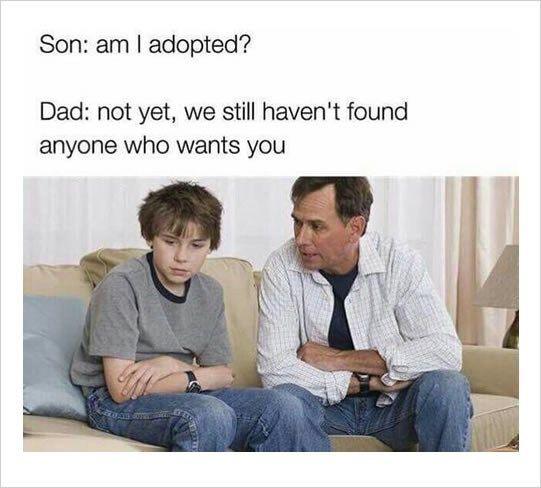 Son: am I adopted?
Dad: not yet, we still haven't found
anyone who wants you